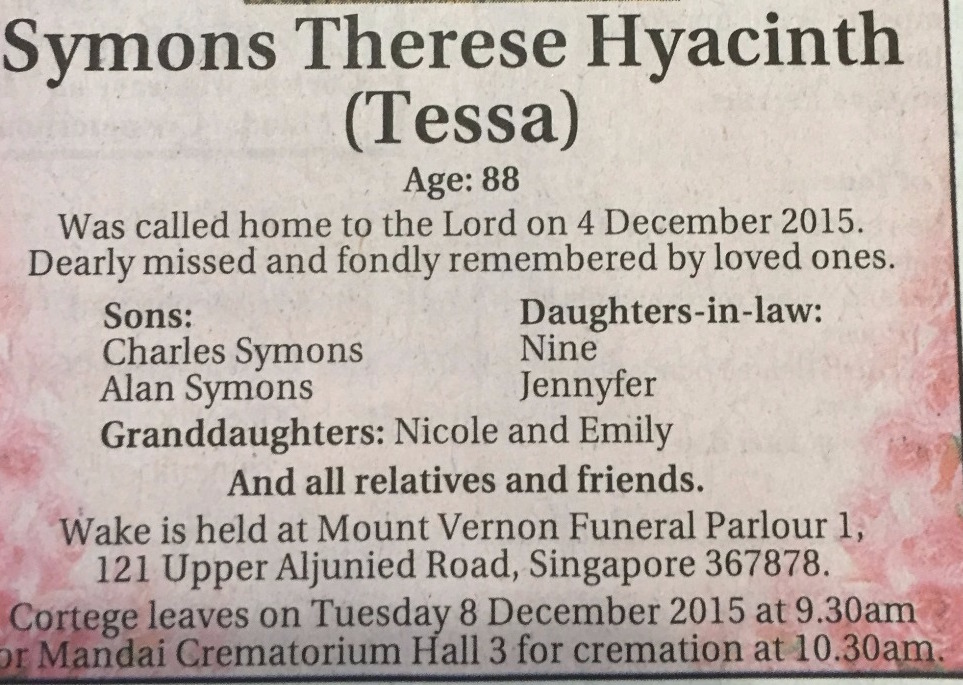 Symons Therese Hyacinth
(Tessa)
Age: 88
Was called home to the Lord on 4 December 2015.
Dearly missed and fondly remembered by loved ones.
Sons: Daughters-in-law:
Charles Symons Nine
Alan Symons Jennyfer
Granddaughters: Nicole and Emily
And all relatives and friends.
Wake is held at Mount Vernon Funeral Parlour 1,
121 Upper Aljunied Road, Singapore 367878.
Cortege leaves on Tuesday 8 December 2015 at 9.30am
or Mandai Crematorium Hall 3 for cremation at 10.30am.